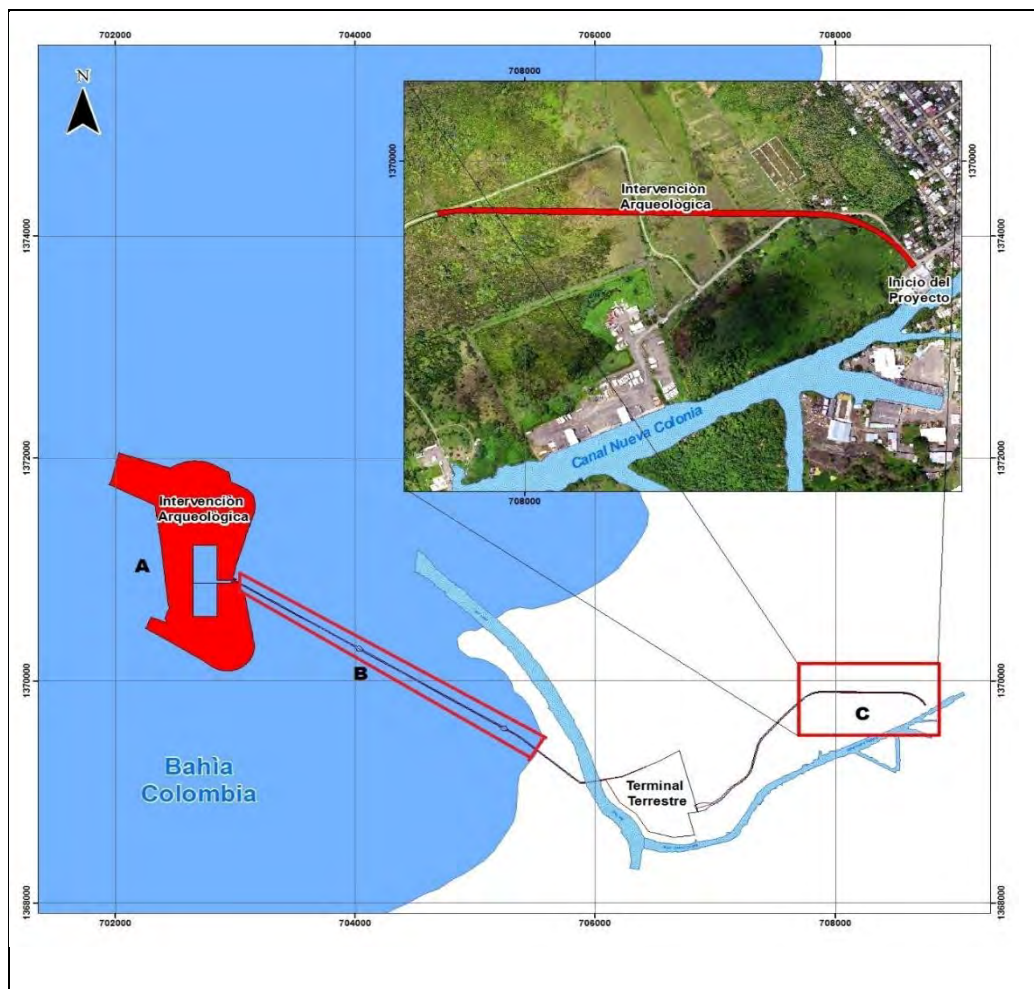 702000
704000
706000
708000
N
708000
1370000
1370000
Intervenciòn
Arqueològica
Inicio del
Proyecto
Canal Nueva Colonia
708000
1374000
1374000
1372000
1372000
Intervenciòn
Arqueològica
A
B
1370000
1370000
C
Bahìa
Colombia
Terminal
Terrestre
1368000
1368000
702000
704000
706000
708000